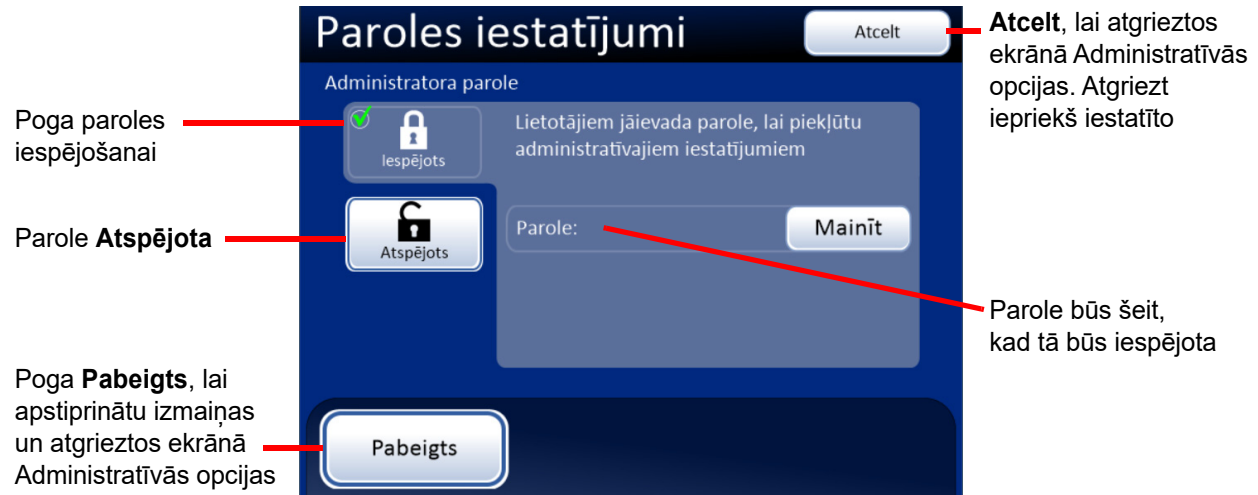 Paroles iestatījumi
Atcelt
Atcelt, lai atgrieztos
ekrānā Administratīvās
opcijas. Atgriezt
iepriekš iestatīto
Administratora parole
Poga paroles
iespējošanai
Iespējots
Lietotājiem jāievada parole, lai piekļūtu
administratīvajiem iestatījumiem
Parole Atspējota
Atspējots
Parole:
Mainīt
Parole būs šeit,
kad tā būs iespējota
Poga Pabeigts, lai
apstiprinātu izmaiņas
un atgrieztos ekrānā
Administratīvās opcijas
Pabeigts